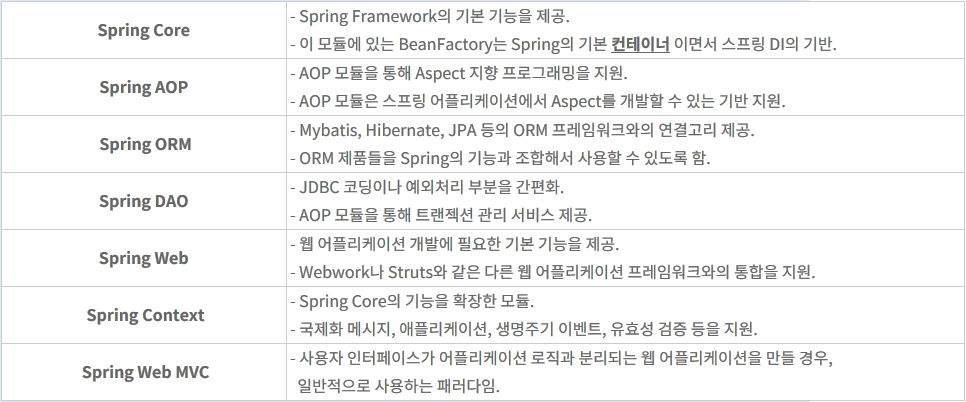 Spring Core
- Spring Framework의 기본 기능을 제공.
- 이 모듈에 있는 BeanFactory는 Spring의 기본 컨테이너 이면서 스프링 DI의 기반.
Spring AOP
- AOP 모듈을 통해 Aspect 지향 프로그래밍을 지원.
- AOP 모듈은 스프링 어플리케이션에서 Aspect를 개발할 수 있는 기반 지원.
Spring ORM
- Mybatis, Hibernate, JPA 등의 ORM 프레임워크와의 연결고리 제공.
- ORM 제품들을 Spring의 기능과 조합해서 사용할 수 있도록 함.
Spring DAO
- JDBC 코딩이나 예외처리 부분을 간편화.
- AOP 모듈을 통해 트랜젝션 관리 서비스 제공.
Spring Web
- 웹 어플리케이션 개발에 필요한 기본 기능을 제공.
- Webwork나 Struts와 같은 다른 웹 어플리케이션 프레임워크와의 통합을 지원.
Spring Context
- Spring Core의 기능을 확장한 모듈.
- 국제화 메시지, 애플리케이션, 생명주기 이벤트, 유효성 검증 등을 지원.
Spring Web MVC
- 사용자 인터페이스가 어플리케이션 로직과 분리되는 웹 어플리케이션을 만들 경우,
일반적으로 사용하는 패러다임.